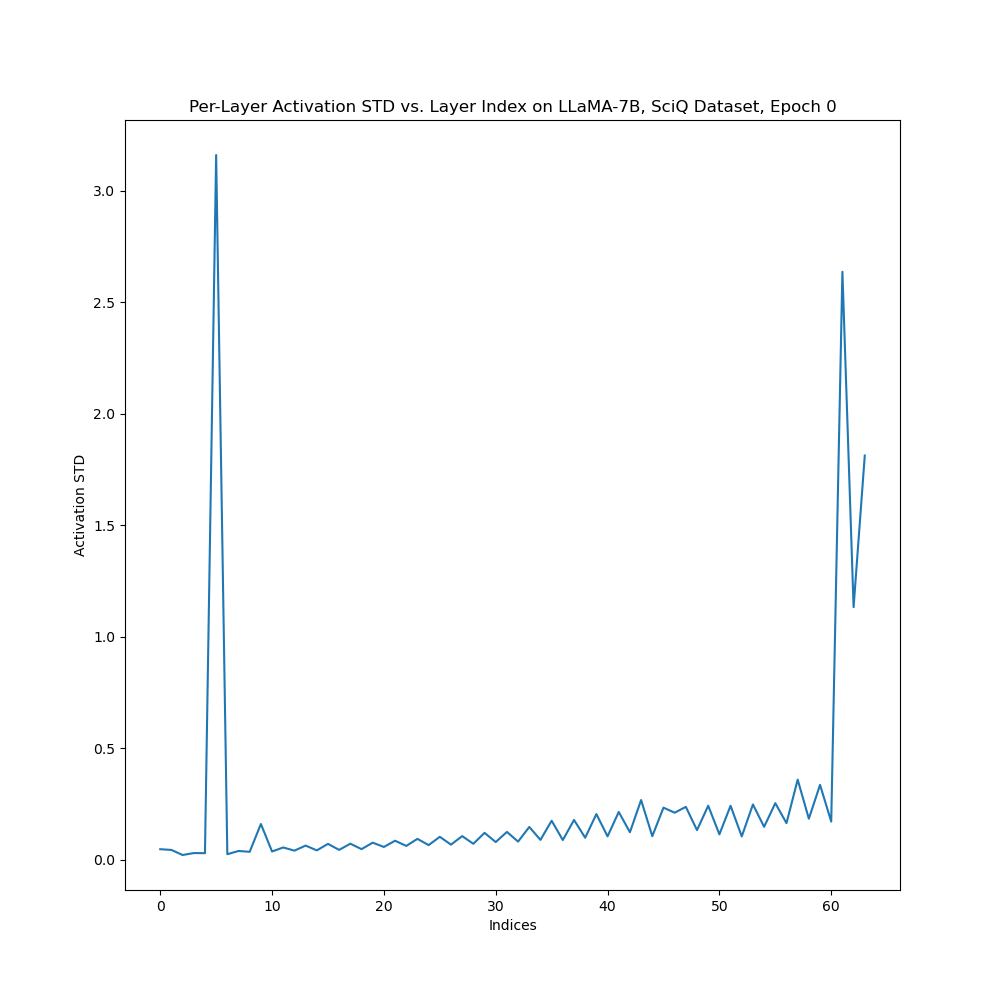 Per-Layer Activation STD vs. Layer Index on LLaMA-7B, SciQ Dataset, Epoch 0
3.0
2.5
2.0
1.5
1.0
0.5
0.0
Activation STD
0 10 20 30 40 50 60
Indices